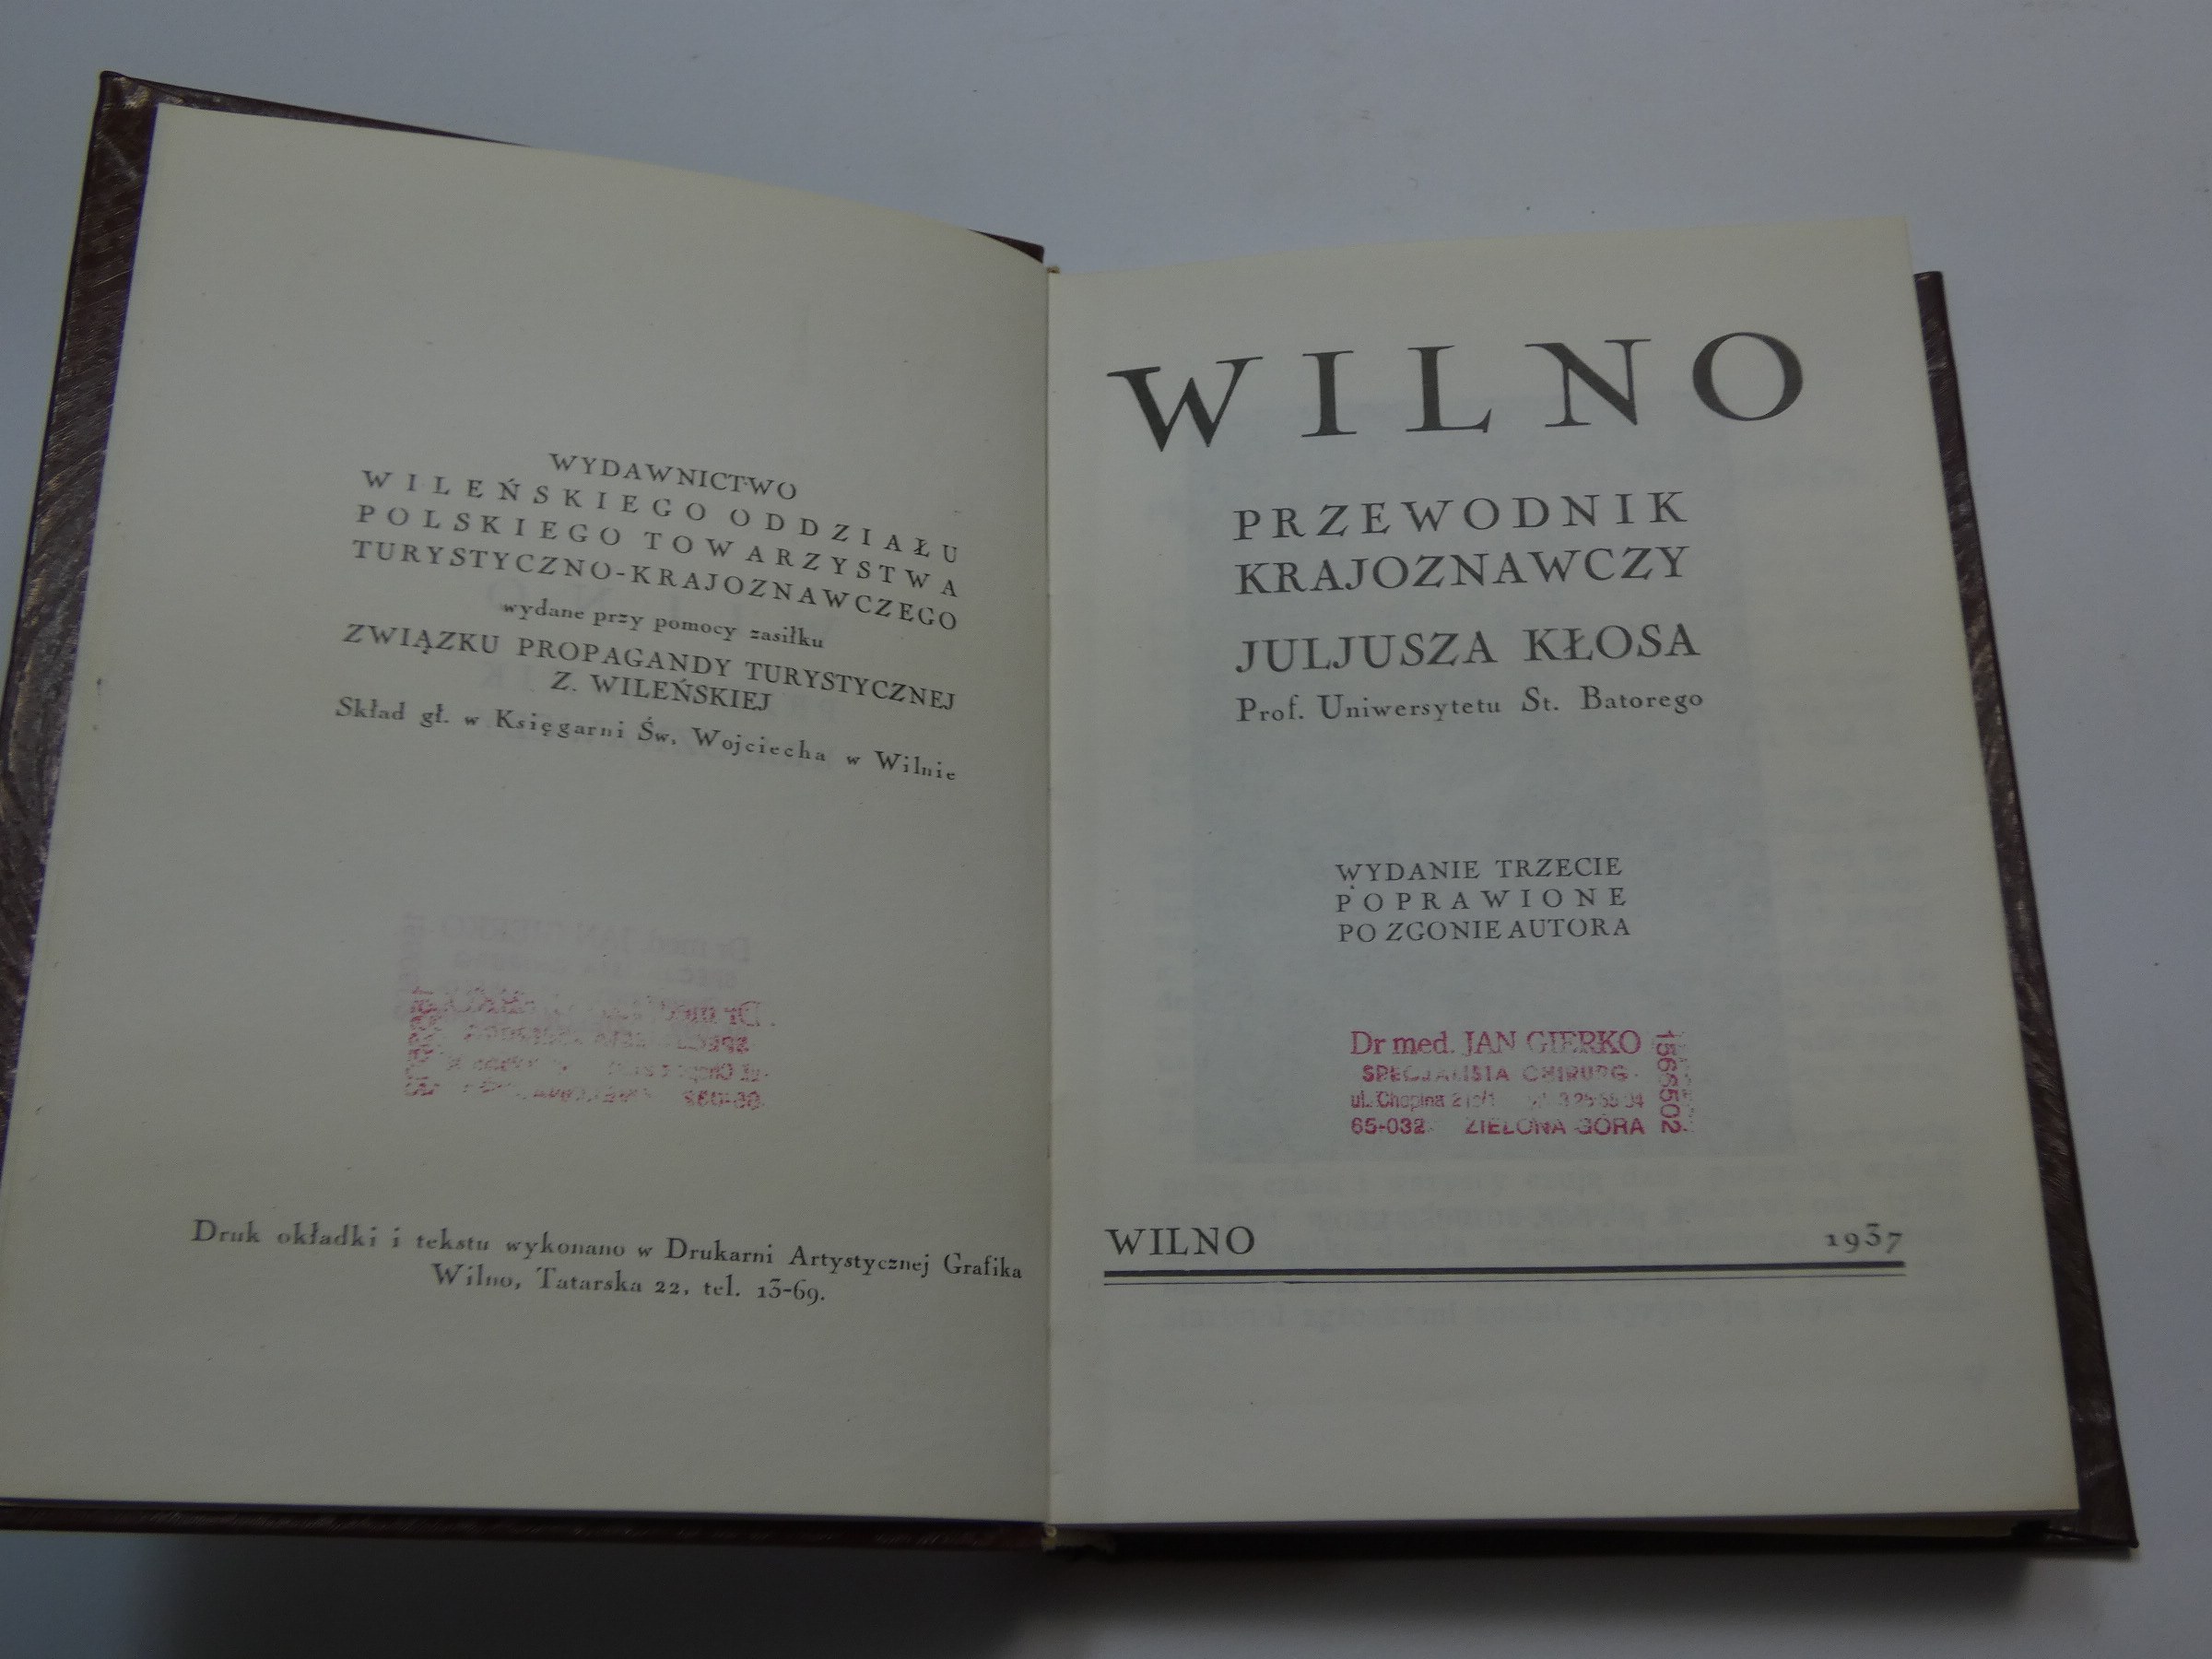 WYDAWNICTWO
WILEŃSKIEGO ODDZIAŁU
POLSKIEGO TOWARZYSTWA
TURYSTYCZNO-KRAJOZNAWCZEGO
wydane przy pomocy zasiłku
ZWIĄZKU PROPAGANDY TURYSTYCZNEJ
Z. WILEŃSKIEJ
Skład gł. w Księgarni Św. Wojciecha w Wilnie
Druk okładki i tekstu wykonano w Drukarni Artystycznej Grafika
Wilno, Tatarska 22, tel. 13-69.
WILNO
PRZEWODNIK
KRAJOZNAWCZY
JULJUSZA KŁOSA
Prof. Uniwersytetu St. Batorego
WYDANIE TRZECIE
POPRAWIONE
PO ZGONIE AUTORA
Dr med. JAN GIERKO
SPECJALISTA CHIRURG
ul. Chopina
65-032 ZIELONA GÓRA
WILNO 1937